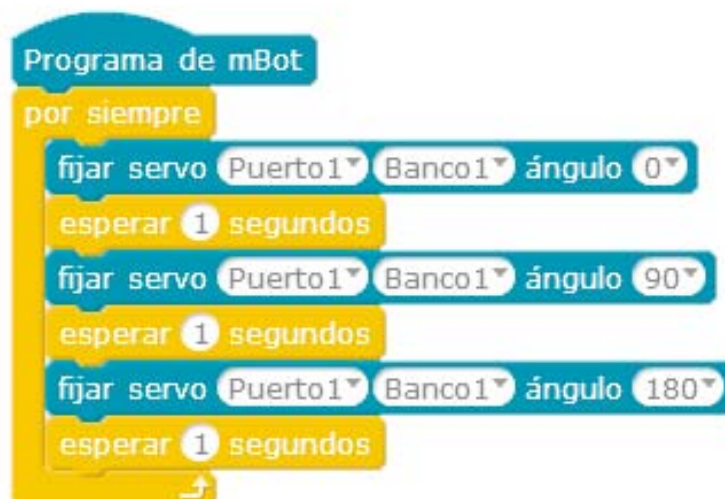 Programa de mBot
por siempre
fijar servo Puerto1 Banco1 ángulo 0
esperar 1 segundos
fijar servo Puerto1 Banco1 ángulo 90
esperar 1 segundos
fijar servo Puerto1 Banco1 ángulo 180
esperar 1 segundos